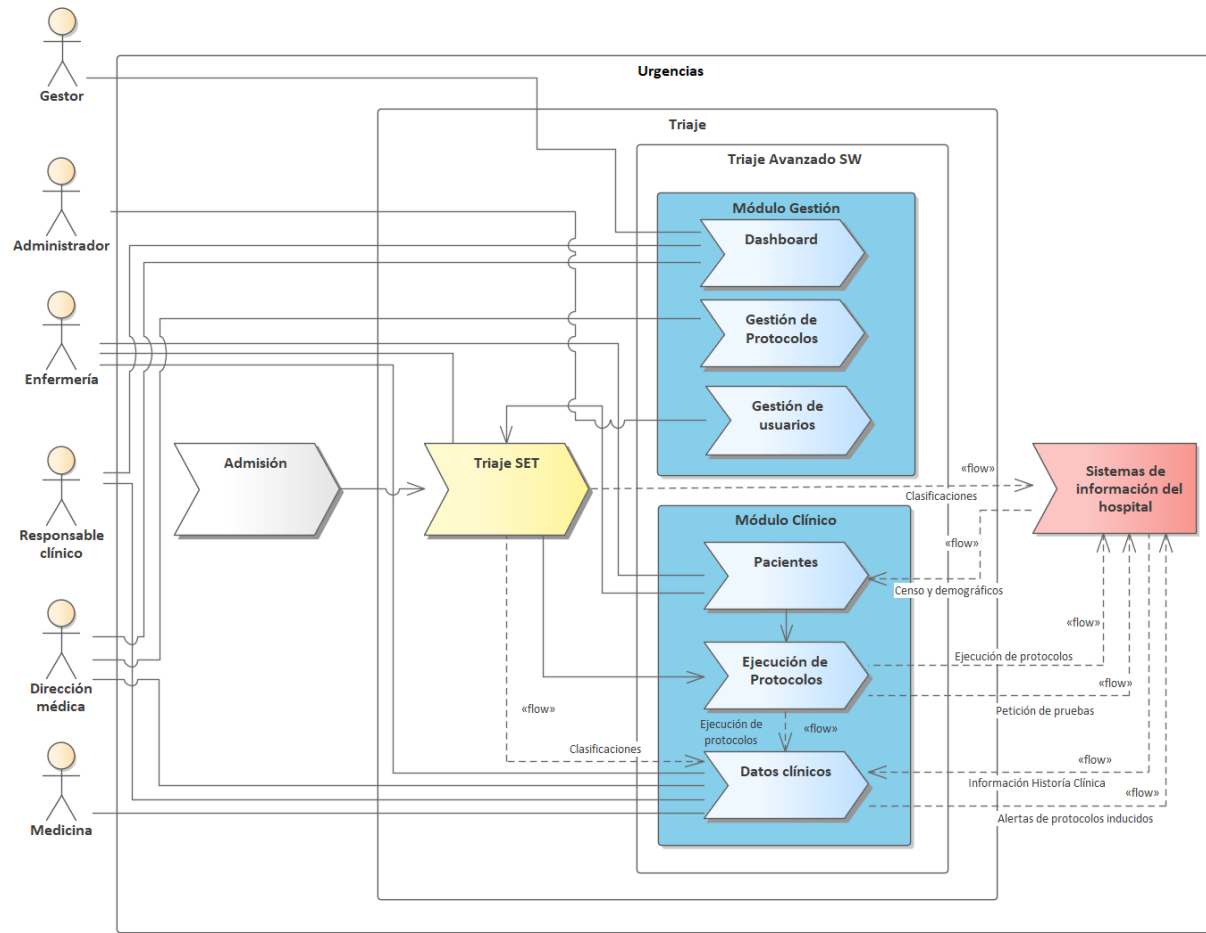 Gestor
Urgencias
Triaje
Triaje Avanzado SW
Módulo Gestión
Dashboard
Administrador
Gestión de
Protocolos
Enfermería
Gestión de
usuarios
Admisión
Triaje SET
«flow»
Clasificaciones
Sistemas de
información del
hospital
Responsable
clínico
Módulo Clínico
«flow»
Pacientes
Censo y demográficos
«flow»
Ejecución de
Protocolos
Ejecución de protocolos
«flow»
Petición de pruebas
Dirección
médica
«flow»
Ejecución de
protocolos
«flow»
Clasificaciones
«flow»
Datos clínicos
Información Historía Clínica
«flow»
Alertas de protocolos inducidos
Medicina